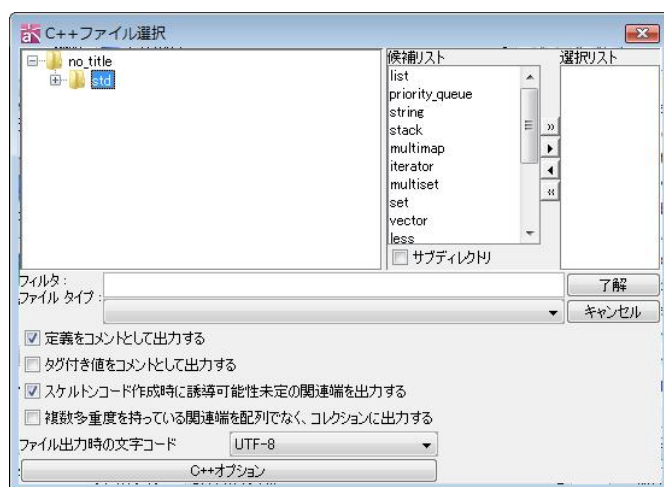 C++ファイル選択
no_title
std
候補リスト
選択リスト
list
priority_queue
string
stack
multimap
iterator
multiset
set
vector
less
サブディレクトリ
フィルタ :
了解
ファイル タイプ :
キャンセル
定義をコメントとして出力する
タグ付き値をコメントとして出力する
スケルトンコード作成時に誘導可能性未定の関連端を出力する
複数多重度を持っている関連端を配列でなく、コレクションに出力する
ファイル出力時の文字コード
UTF-8
C++オプション